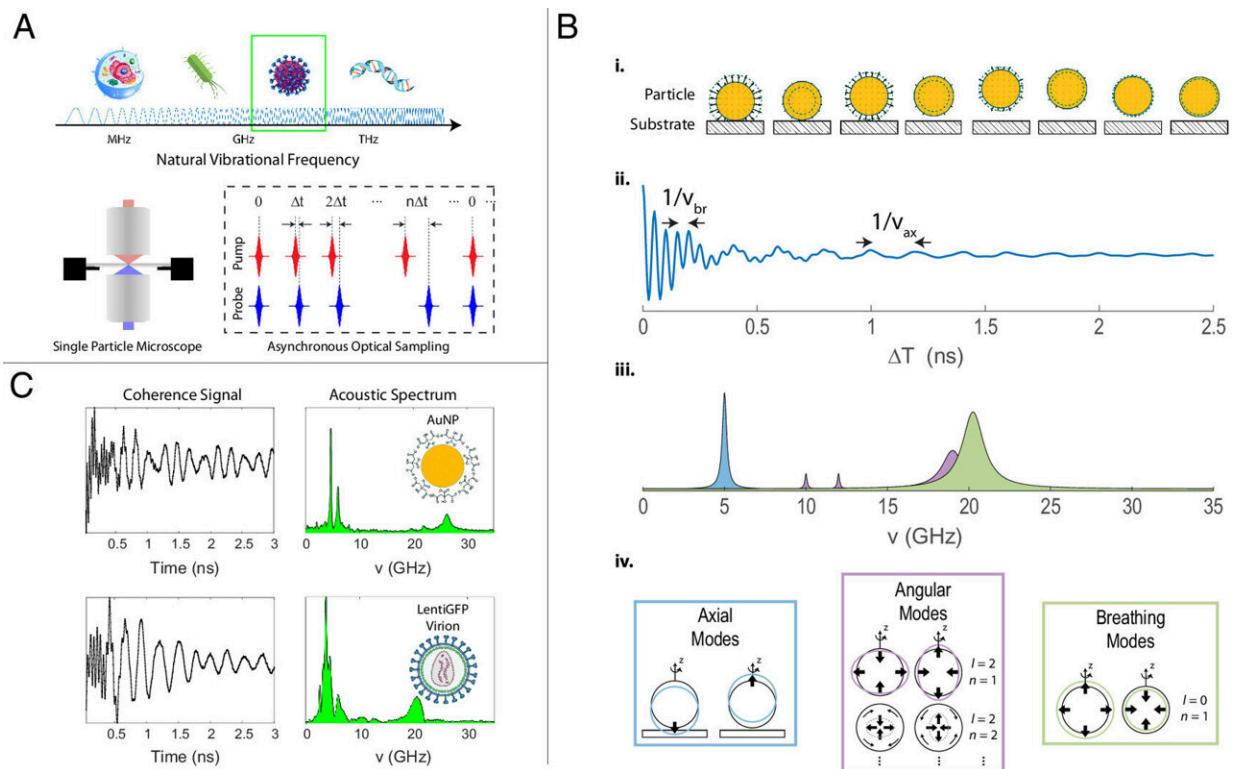 A
MHz GHz THz
Natural Vibrational Frequency
0 Δt 2Δt ... nΔt ... 0 ...
Pump
Probe
Single Particle Microscope
Asynchronous Optical Sampling
B
i.
Particle
Substrate
ii.
1/νbr
1/νax
0 0.5 1 1.5 2 2.5
ΔT (ns)
iii.
0 5 10 15 20 25 30 35
ν (GHz)
iv.
Axial
Modes
z z
Angular
Modes
z z
l = 2
n = 1
l = 2
n = 2
⋮ ⋮ ⋮
Breathing
Modes
z z
l = 0
n = 1
C
Coherence Signal
Acoustic Spectrum
AuNP
0.5 1 1.5 2 2.5 3
Time (ns)
0 10 20 30
ν (GHz)
LentiGFP
Virion
0.5 1 1.5 2 2.5 3
Time (ns)
0 10 20 30
ν (GHz)